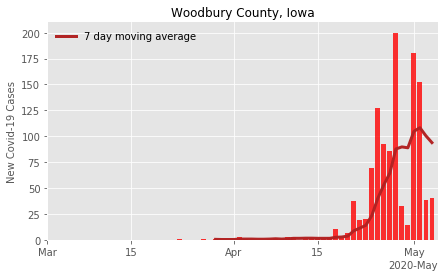 Woodbury County, Iowa
7 day moving average
New Covid-19 Cases
200
175
150
125
100
75
50
25
0
Mar
15
Apr
15
May
2020-May